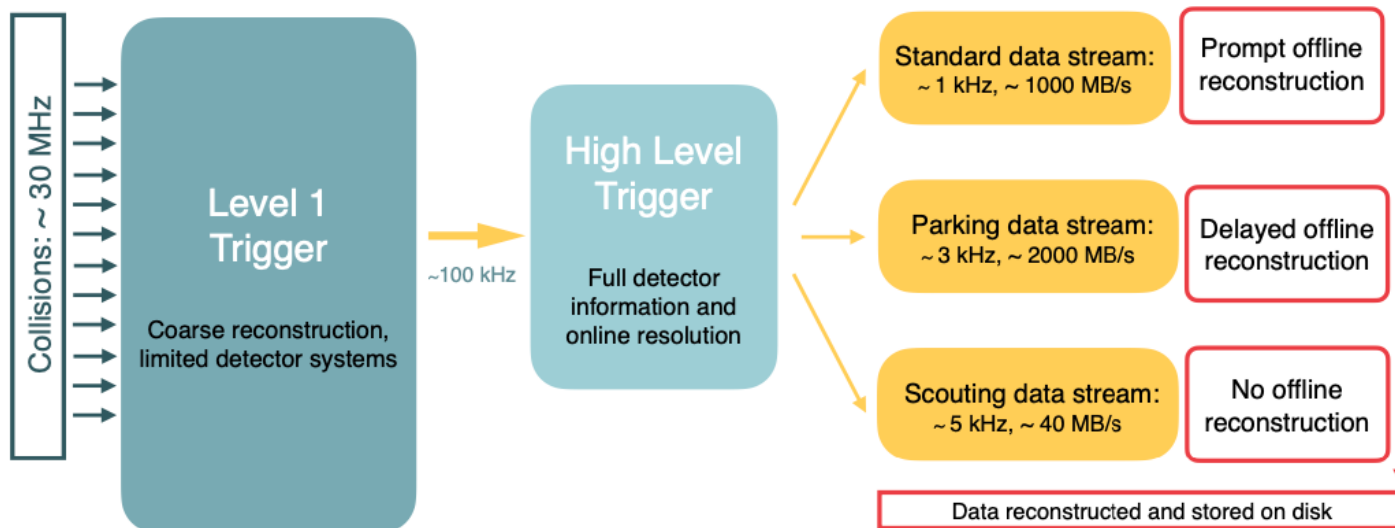 Collisions: ~ 30 MHz
Level 1
Trigger
Coarse reconstruction,
limited detector systems
~100 kHz
High Level
Trigger
Full detector
information and
online resolution
Standard data stream:
~ 1 kHz, ~ 1000 MB/s
Prompt offline
reconstruction
Parking data stream:
~ 3 kHz, ~ 2000 MB/s
Delayed offline
reconstruction
Scouting data stream:
~ 5 kHz, ~ 40 MB/s
No offline
reconstruction
Data reconstructed and stored on disk